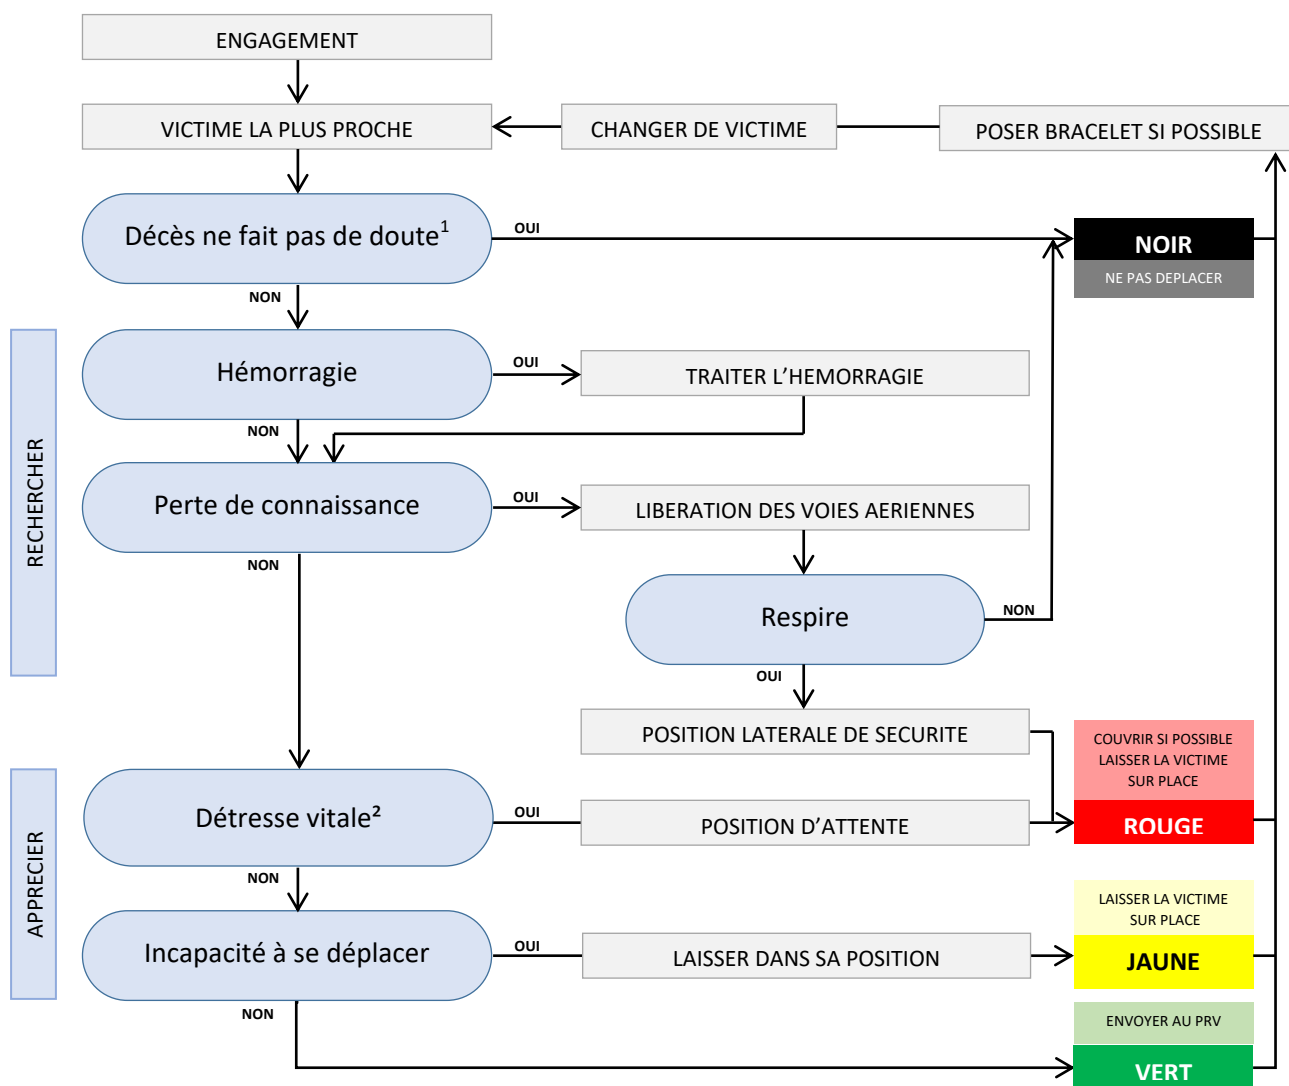 ENGAGEMENT
VICTIME LA PLUS PROCHE
CHANGER DE VICTIME
POSER BRACELET SI POSSIBLE
Décès ne fait pas de doute¹
OUI
NOIR
NE PAS DEPLACER
NON
RECHERCHER
Hémorragie
OUI
TRAITER L’HEMORRAGIE
NON
Perte de connaissance
OUI
LIBERATION DES VOIES AERIENNES
NON
Respire
NON
OUI
POSITION LATERALE DE SECURITE
COUVRIR SI POSSIBLE
LAISSER LA VICTIME
SUR PLACE
ROUGE
APPRECIER
Détresse vitale²
OUI
POSITION D’ATTENTE
NON
LAISSER LA VICTIME
SUR PLACE
JAUNE
Incapacité à se déplacer
OUI
LAISSER DANS SA POSITION
NON
ENVOYER AU PRV
VERT